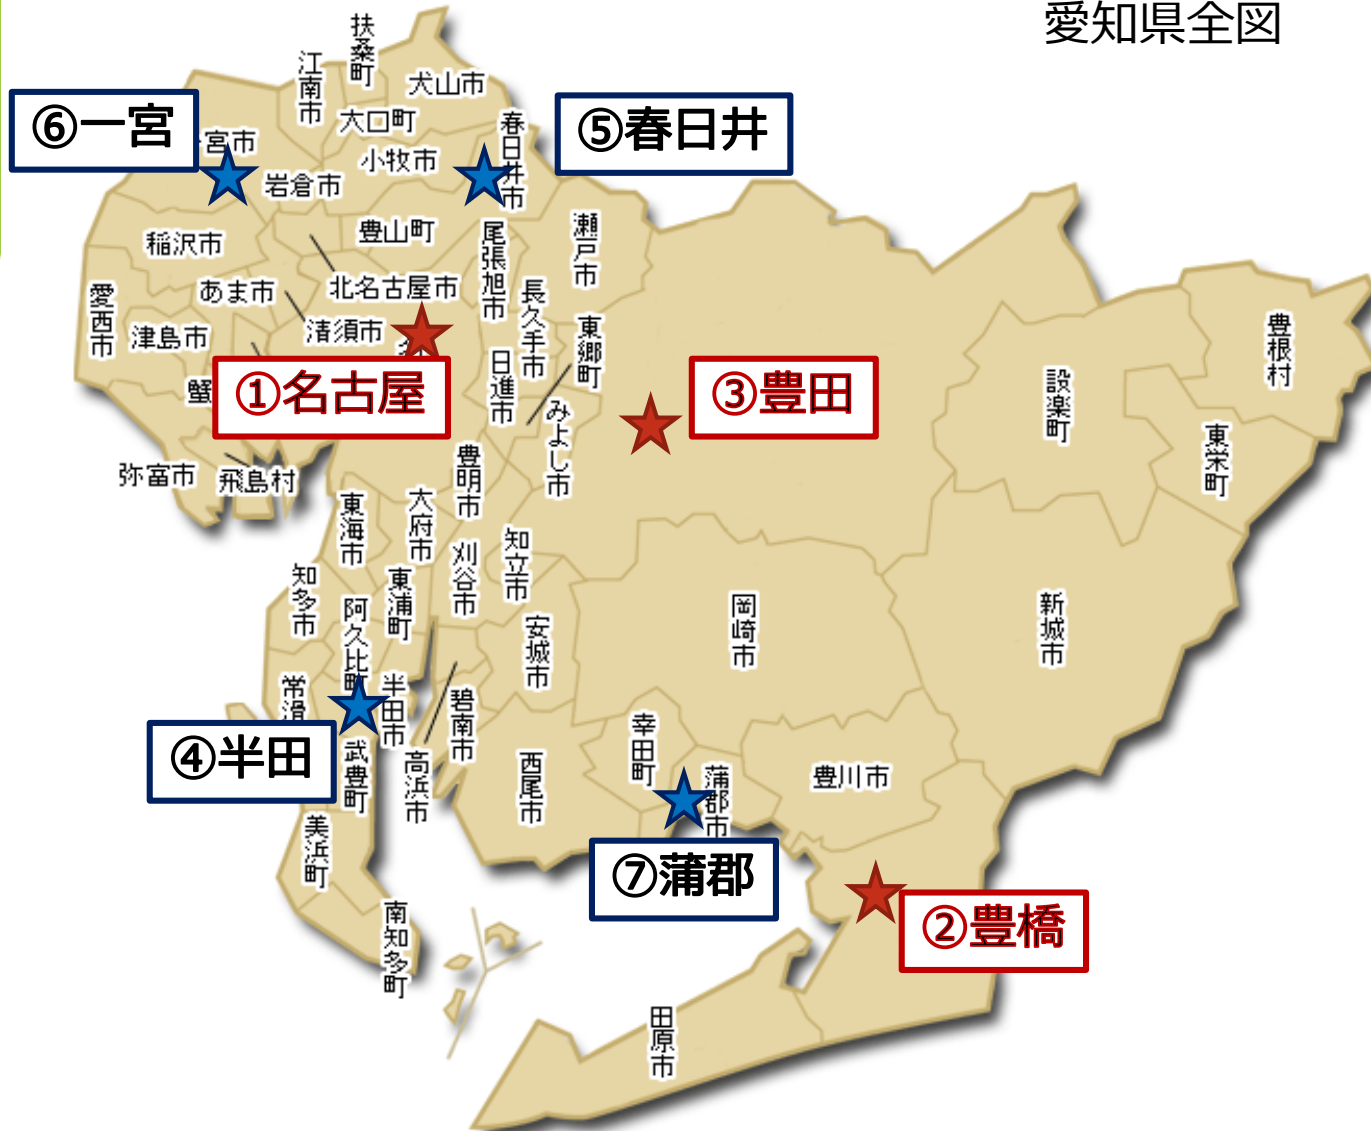 愛知県全図
扶桑町
江南市
犬山市
大口町
⑥一宮
宮市
⑤春日井
春日井市
小牧市
岩倉市
稲沢市
豊山町
尾張旭市
瀬戸市
愛西市
あま市
北名古屋市
長久手市
津島市
清須市
東郷町
日進市
豊根村
蟹
①名古屋
③豊田
設楽町
みよし市
東栄町
弥富市
飛島村
豊明市
東海市
大府市
刈谷市
知立市
知多市
東浦町
阿久比町
安城市
岡崎市
新城市
常滑
半田市
碧南市
④半田
武豊町
高浜市
西尾市
幸田町
蒲郡市
豊川市
美浜町
⑦蒲郡
②豊橋
南知多町
田原市